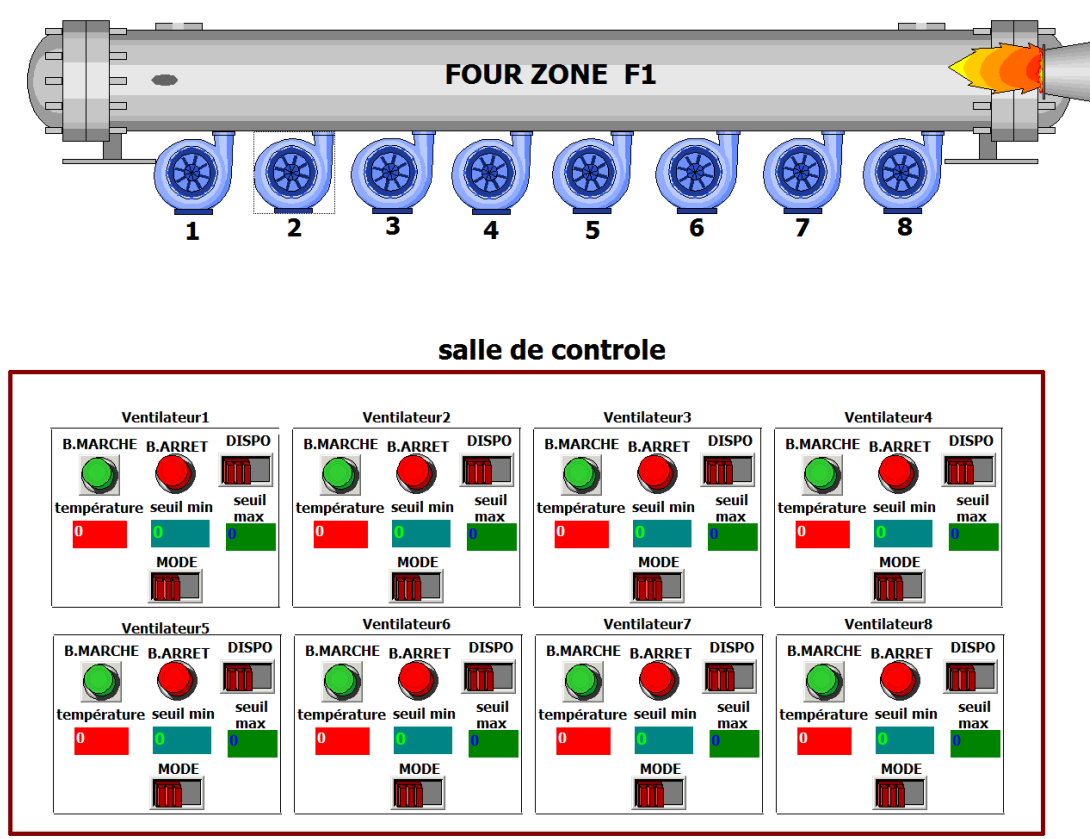 FOUR ZONE F1
1 2 3 4 5 6 7 8
salle de controle
Ventilateur1 Ventilateur2 Ventilateur3 Ventilateur4
B.MARCHE B.ARRET DISPO B.MARCHE B.ARRET DISPO B.MARCHE B.ARRET DISPO B.MARCHE B.ARRET DISPO
température seuil min seuil max température seuil min seuil max température seuil min seuil max température seuil min seuil max
0 0 0 0 0 0 0 0 0 0 0 0
MODE MODE MODE MODE
Ventilateur5 Ventilateur6 Ventilateur7 Ventilateur8
B.MARCHE B.ARRET DISPO B.MARCHE B.ARRET DISPO B.MARCHE B.ARRET DISPO B.MARCHE B.ARRET DISPO
température seuil min seuil max température seuil min seuil max température seuil min seuil max température seuil min seuil max
0 0 0 0 0 0 0 0 0 0 0 0
MODE MODE MODE MODE